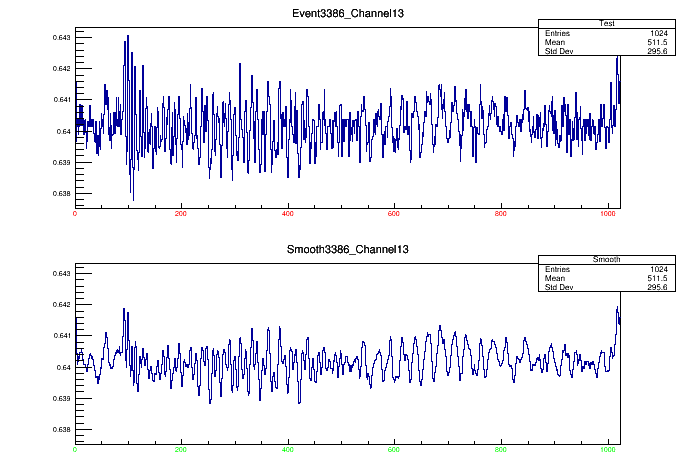 Event3386_Channel13
Test
Entries 1024
Mean 511.5
Std Dev 295.6
0.643
0.642
0.641
0.64
0.639
0.638
0 200 400 600 800 1000
Smooth3386_Channel13
Smooth
Entries 1024
Mean 511.5
Std Dev 295.6
0.643
0.642
0.641
0.64
0.639
0.638
0 200 400 600 800 1000